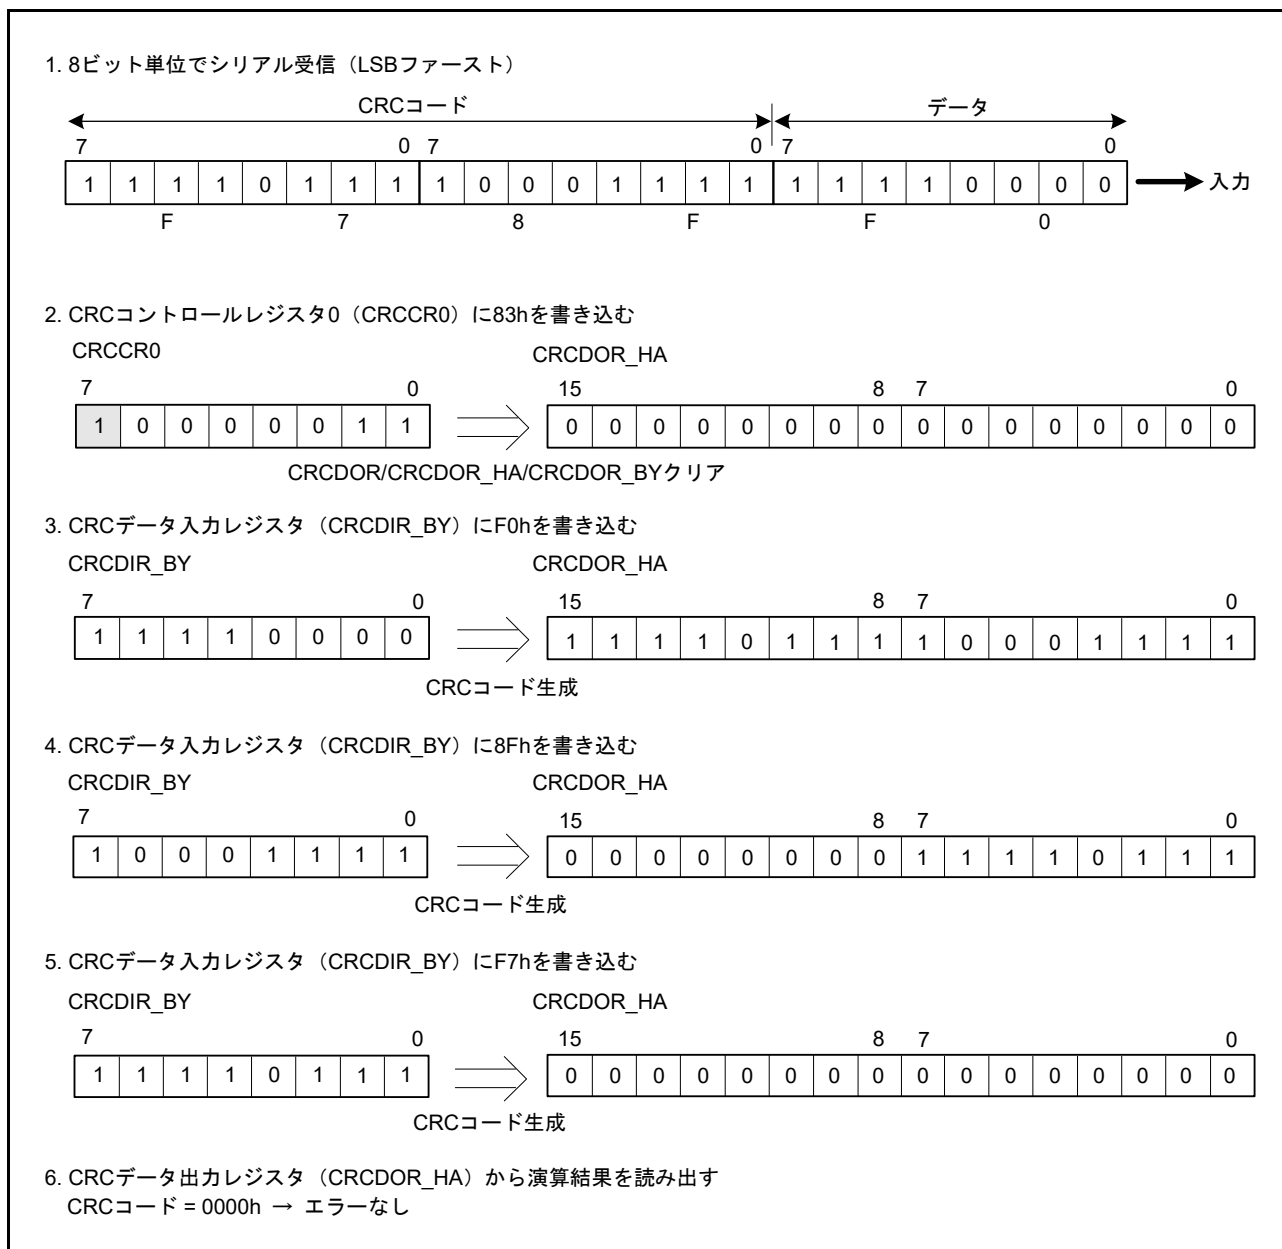 1. 8ビット単位でシリアル受信（LSBファースト）
CRCコード データ
7 0 7 0 7 0
1 1 1 1 0 1 1 1 1 0 0 0 1 1 1 1 1 1 1 1 0 0 0 0 入力
F 7 8 F F 0
2. CRCコントロールレジスタ0（CRCCR0）に83hを書き込む
CRCCR0 CRCDOR_HA
7 0 15 8 7 0
1 0 0 0 0 0 1 1 0 0 0 0 0 0 0 0 0 0 0 0 0 0 0 0
CRCDOR/CRCDOR_HA/CRCDOR_BYクリア
3. CRCデータ入力レジスタ（CRCDIR_BY）にF0hを書き込む
CRCDIR_BY CRCDOR_HA
7 0 15 8 7 0
1 1 1 1 0 0 0 0 1 1 1 1 0 1 1 1 1 0 0 0 1 1 1 1
CRCコード生成
4. CRCデータ入力レジスタ（CRCDIR_BY）に8Fhを書き込む
CRCDIR_BY CRCDOR_HA
7 0 15 8 7 0
1 0 0 0 1 1 1 1 0 0 0 0 0 0 0 0 1 1 1 1 0 1 1 1
CRCコード生成
5. CRCデータ入力レジスタ（CRCDIR_BY）にF7hを書き込む
CRCDIR_BY CRCDOR_HA
7 0 15 8 7 0
1 1 1 1 0 1 1 1 0 0 0 0 0 0 0 0 0 0 0 0 0 0 0 0
CRCコード生成
6. CRCデータ出力レジスタ（CRCDOR_HA）から演算結果を読み出す
CRCコード = 0000h → エラーなし